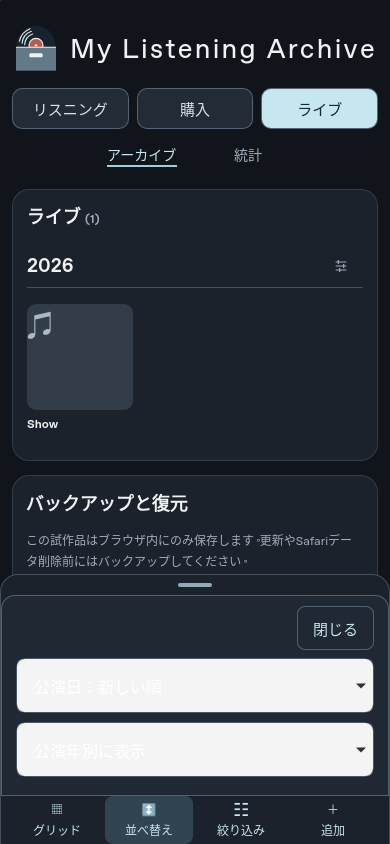 My Listening Archive
リスニング 購入 ライブ
アーカイブ 統計
ライブ (1)
2026
Show
バックアップと復元
この試作品はブラウザ内にのみ保存します。更新やSafariデー
タ削除前にはバックアップしてください。
閉じる
公演日：新しい順
公演年別に表示
グリッド 並べ替え 絞り込み 追加